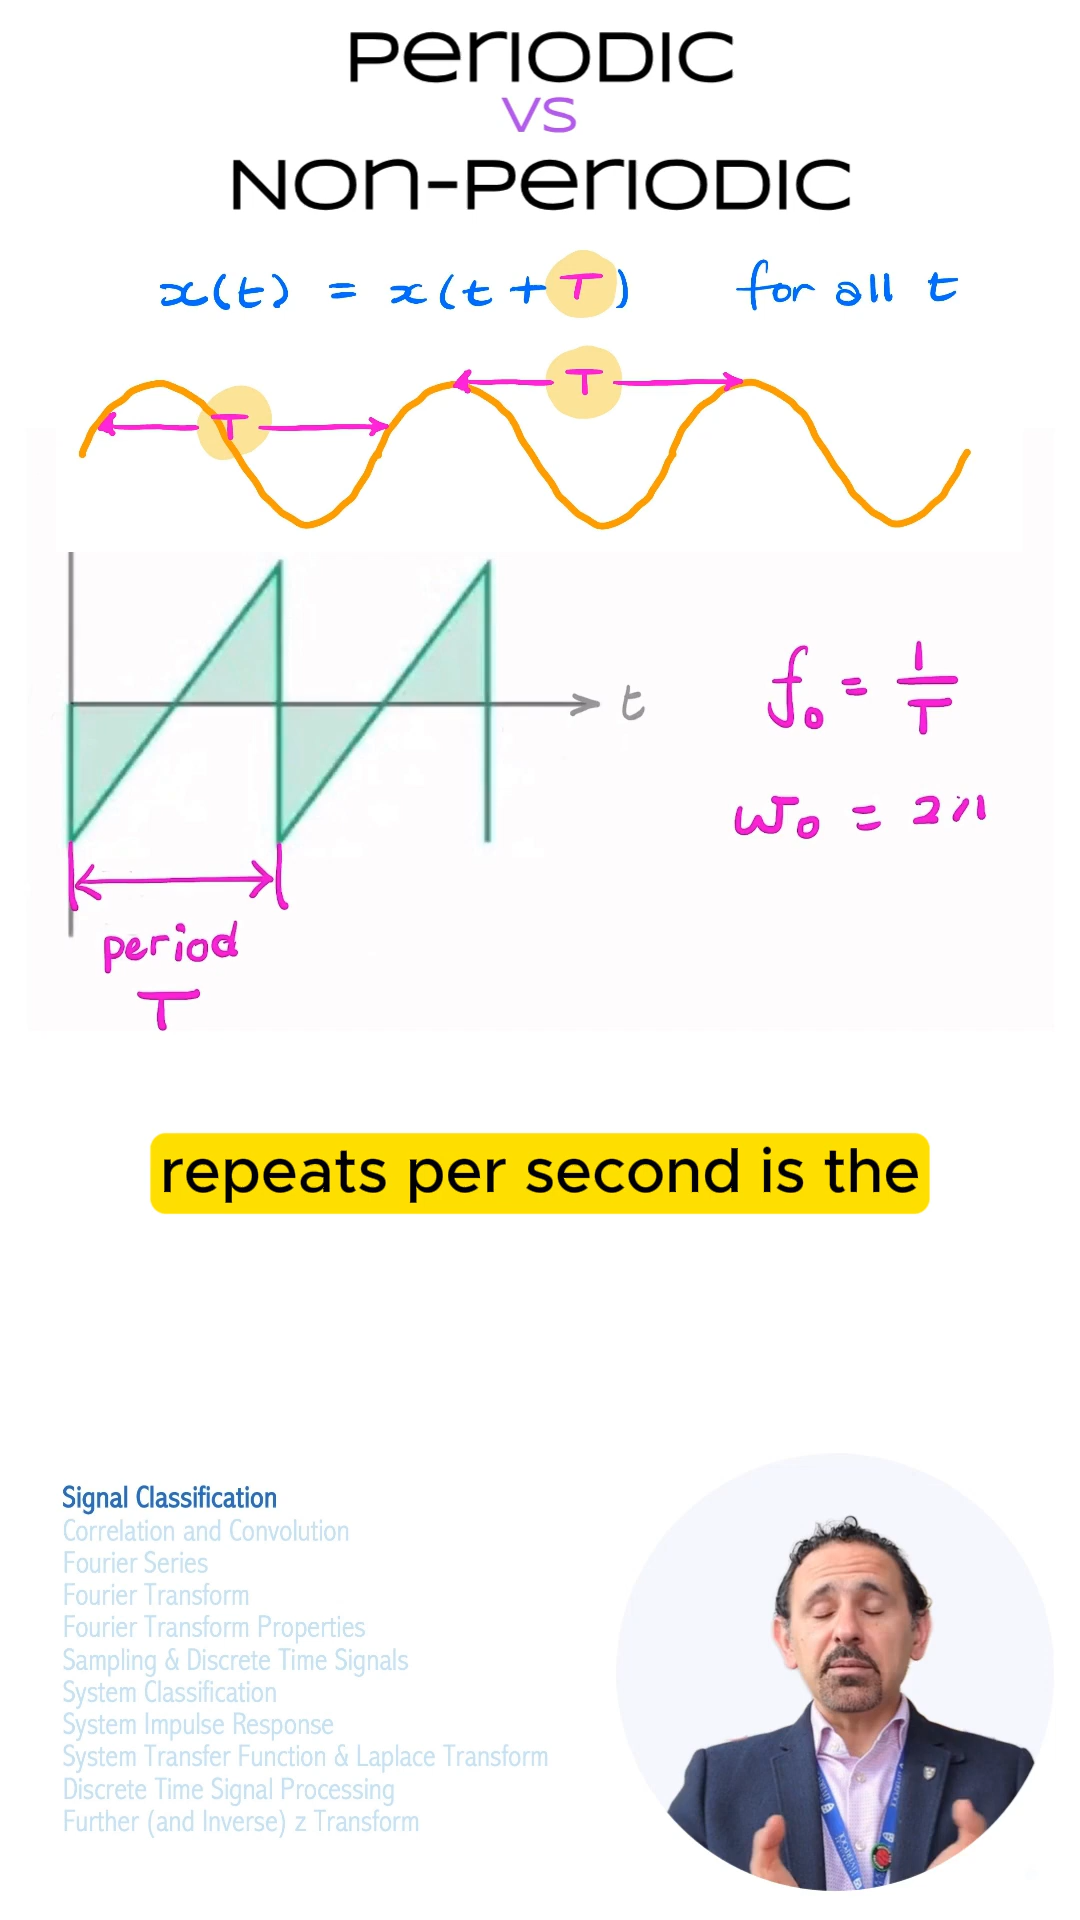 PERIODIC
VS
NON-PERIODIC
x(t) = x(t + T) for all t
T
T
t
f₀ = 1/T
ω₀ = 2
period
T
repeats per second is the
Signal Classification
Correlation and Convolution
Fourier Series
Fourier Transform
Fourier Transform Properties
Sampling & Discrete Time Signals
System Classification
System Impulse Response
System Transfer Function & Laplace Transform
Discrete Time Signal Processing
Further (and Inverse) z Transform